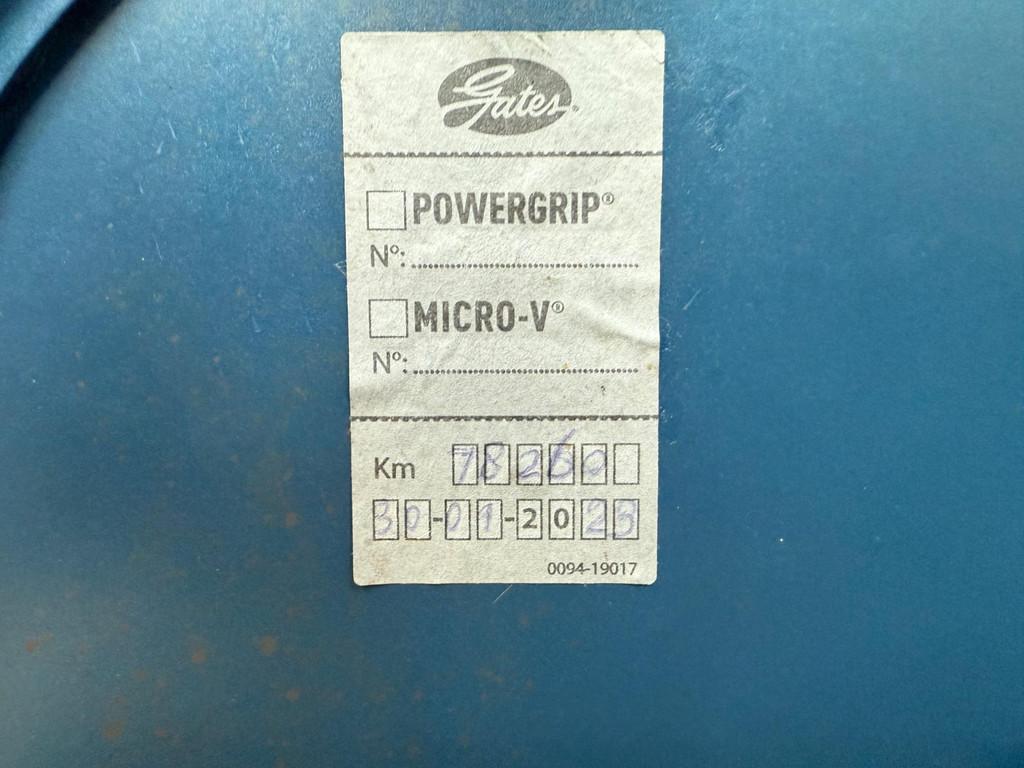 Gates®
POWERGRIP®
Nº:
MICRO-V®
Nº:
Km 78260
30-01-2023
0094-19017